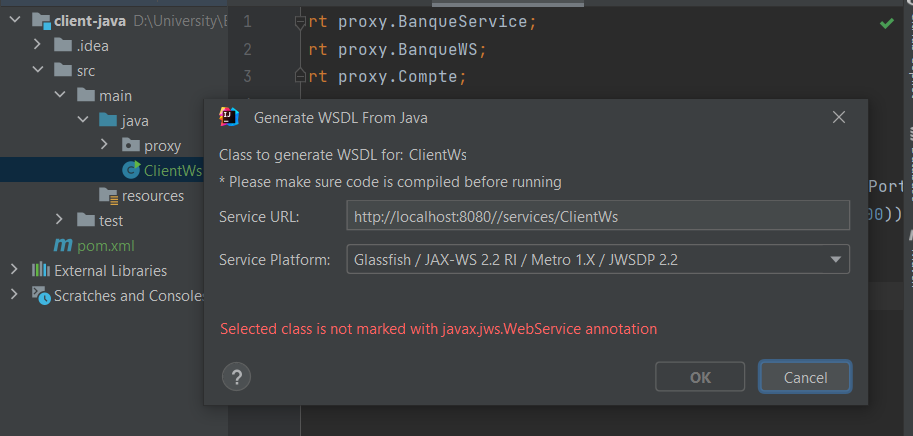 client-java D:\University\
.idea
src
main
java
proxy
ClientWs
resources
test
pom.xml
External Libraries
Scratches and Console
1 rt proxy.BanqueService;
2 rt proxy.BanqueWS;
3 rt proxy.Compte;
Port
00))
Generate WSDL From Java
Class to generate WSDL for: ClientWs
* Please make sure code is compiled before running
Service URL: http://localhost:8080//services/ClientWs
Service Platform: Glassfish / JAX-WS 2.2 RI / Metro 1.X / JWSDP 2.2
Selected class is not marked with javax.jws.WebService annotation
? OK Cancel